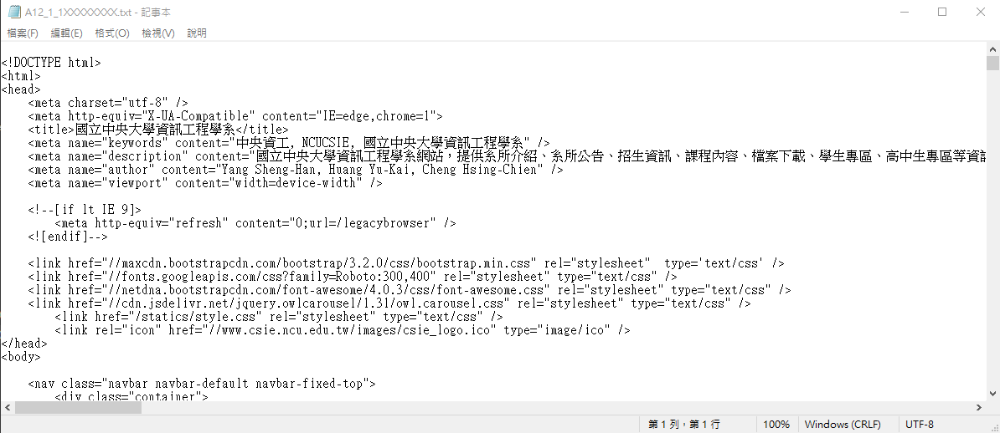 A12_1_1XXXXXXXX.txt - 記事本
檔案(F) 編輯(E) 格式(O) 檢視(V) 說明
<!DOCTYPE html>
<html>
<head>
    <meta charset="utf-8" />
    <meta http-equiv="X-UA-Compatible" content="IE=edge,chrome=1">
    <title>國立中央大學資訊工程學系</title>
    <meta name="keywords" content="中央資工, NCUCSIE, 國立中央大學資訊工程學系" />
    <meta name="description" content="國立中央大學資訊工程學系網站，提供系所介紹、系所公告、招生資訊、課程內容、檔案下載、學生專區、高中生專區等資訊
    <meta name="author" content="Yang Sheng-Han, Huang Yu-Kai, Cheng Hsing-Chien" />
    <meta name="viewport" content="width=device-width" />
    <!--[if lt IE 9]>
        <meta http-equiv="refresh" content="0;url=/legacybrowser" />
    <![endif]-->
    <link href="//maxcdn.bootstrapcdn.com/bootstrap/3.2.0/css/bootstrap.min.css" rel="stylesheet"  type='text/css' />
    <link href="//fonts.googleapis.com/css?family=Roboto:300,400" rel="stylesheet" type="text/css" />
    <link href="//netdna.bootstrapcdn.com/font-awesome/4.0.3/css/font-awesome.css" rel="stylesheet" type="text/css" />
    <link href="//cdn.jsdelivr.net/jquery.owlcarousel/1.31/owl.carousel.css" rel="stylesheet" type="text/css" />
        <link href="/statics/style.css" rel="stylesheet" type="text/css" />
        <link rel="icon" href="//www.csie.ncu.edu.tw/images/csie_logo.ico" type="image/ico" />
</head>
<body>
    <nav class="navbar navbar-default navbar-fixed-top">
        <div class="container">
第 1 列，第 1 行 100% Windows (CRLF) UTF-8